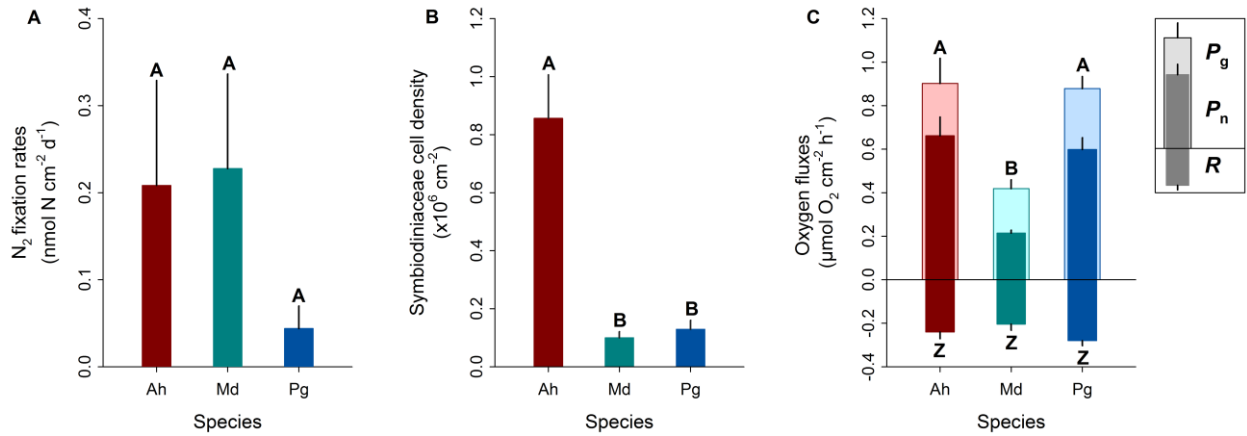 A
N₂ fixation rates
(nmol N cm⁻² d⁻¹)
0.4
0.3
0.2
0.1
0.0
A
A
A
Ah
Md
Pg
Species
B
Symbiodiniaceae cell density
(x10⁶ cm⁻²)
1.2
1.0
0.8
0.6
0.4
0.2
0.0
A
B
B
Ah
Md
Pg
Species
C
Oxygen fluxes
(µmol O₂ cm⁻² h⁻¹)
1.2
1.0
0.8
0.6
0.4
0.2
0.0
-0.2
-0.4
A
B
A
Z
Z
Z
Ah
Md
Pg
Species
Pg
Pn
R